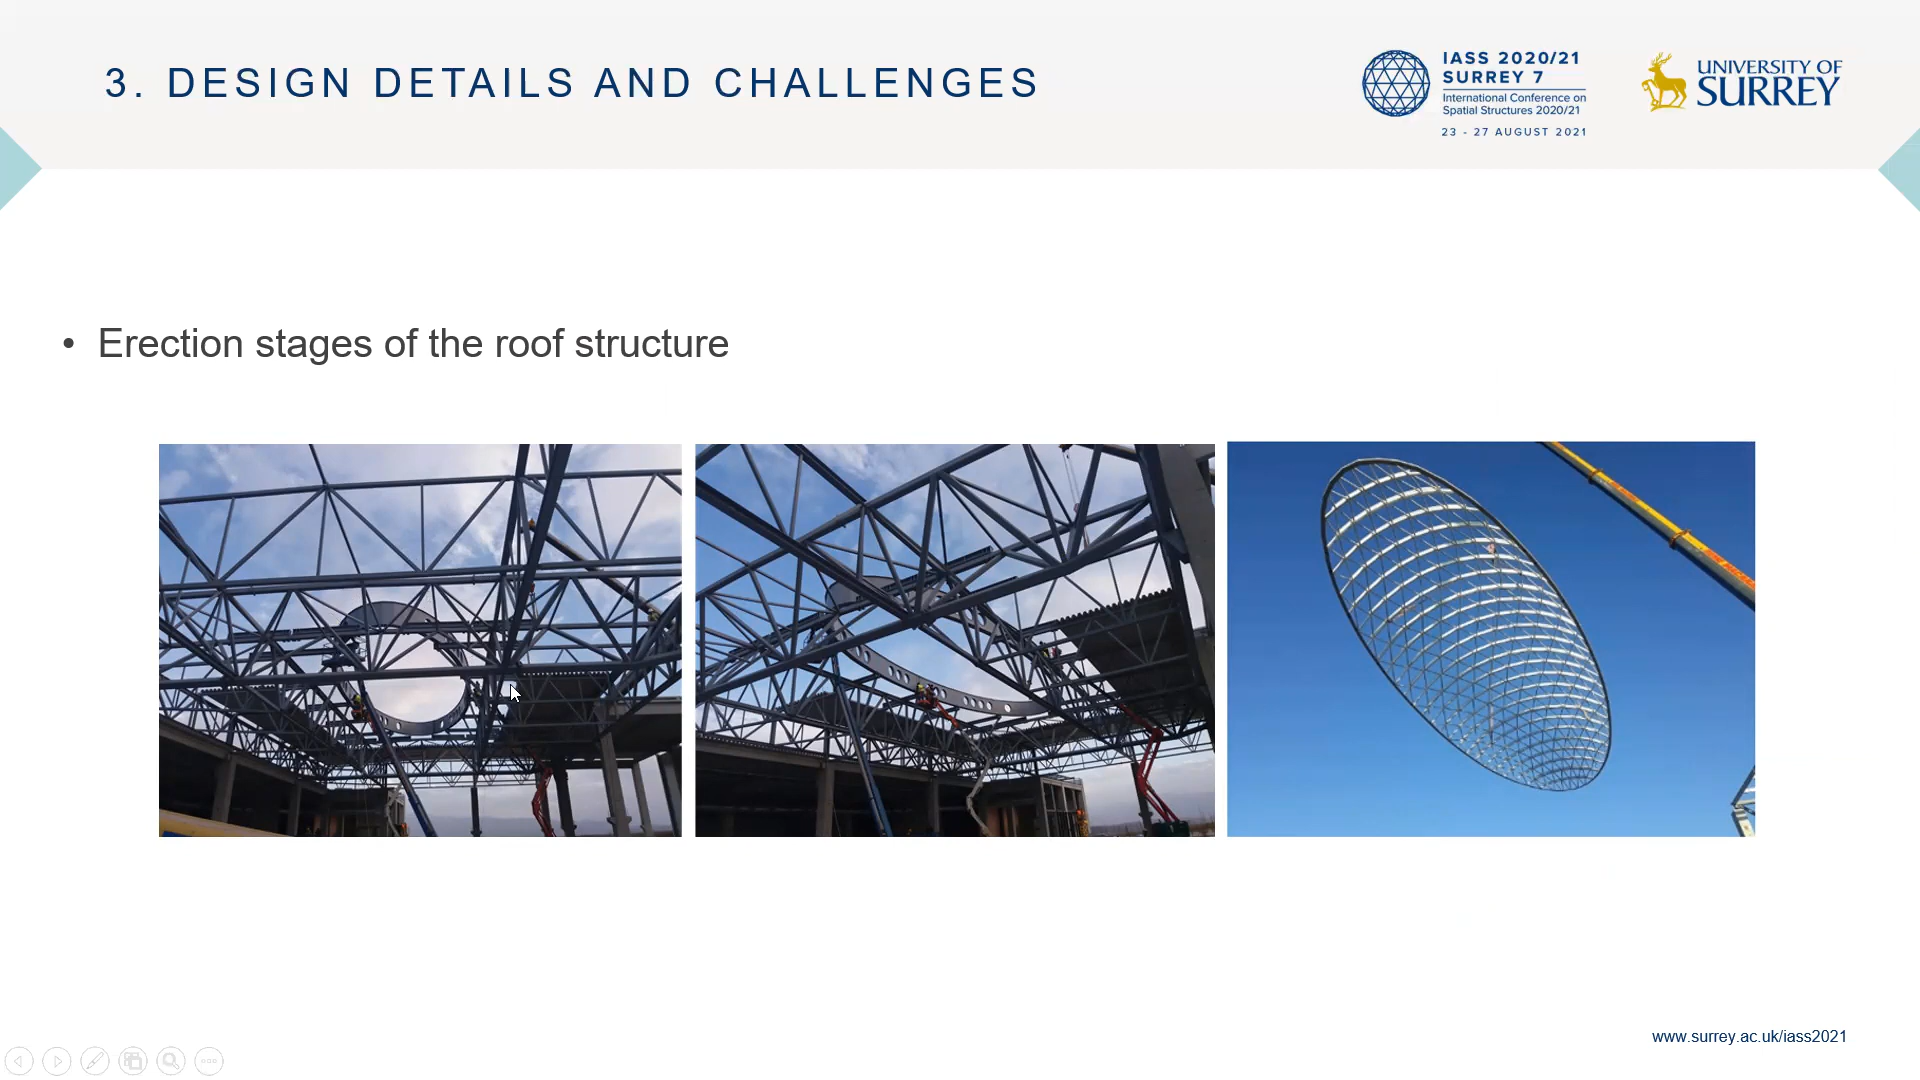 3. DESIGN DETAILS AND CHALLENGES
IASS 2020/21
SURREY 7
International Conference on
Spatial Structures 2020/21
23 - 27 AUGUST 2021
UNIVERSITY OF
SURREY
• Erection stages of the roof structure
www.surrey.ac.uk/iass2021